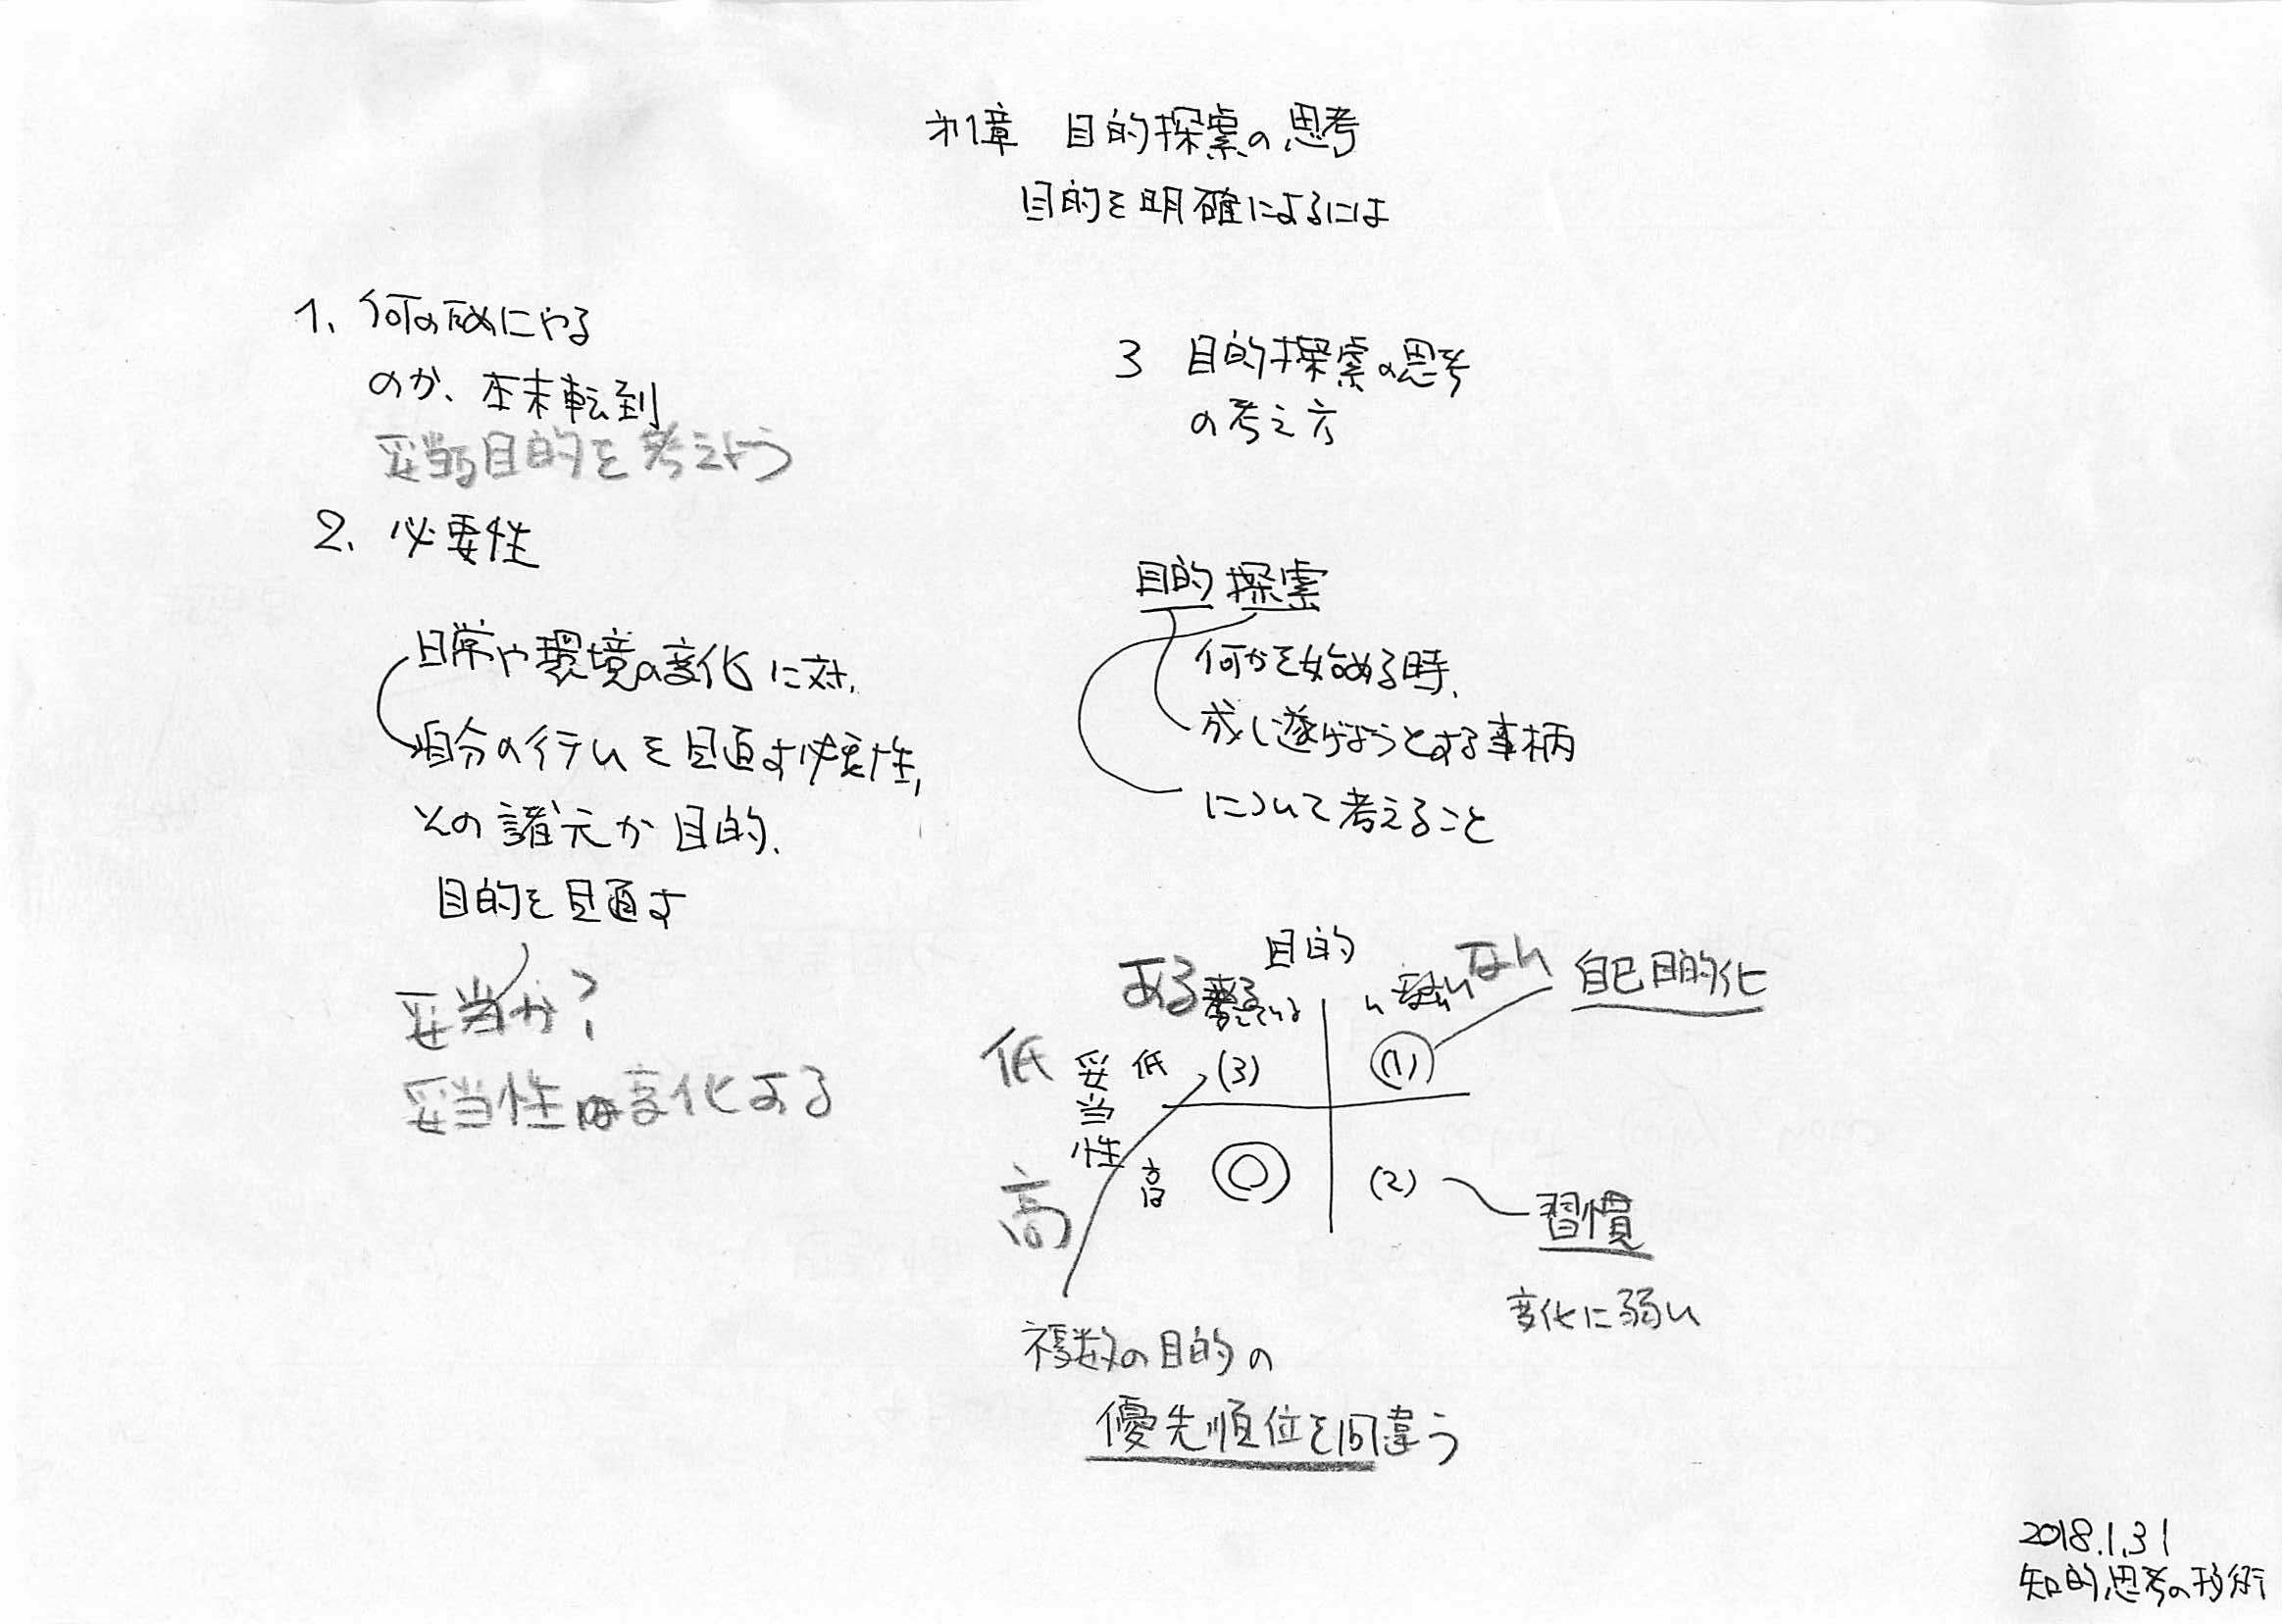 第1章 目的探索の思考
目的を明確にするには
1. 何のためにやる
のか、本末転到
妥当な目的を考えよう
2. 必要性
日常や環境の変化に対,
自分の行ないを見直す必要性,
その諸元が目的、
目的を見直す
妥当か?
妥当性は変化する
3 目的探索の思考
の考え方
目的探索
何かを始める時、
成し遂げようとする事柄
について考えること
目的
ある 考えている ない
自己目的化
低 妥当性 低 (3) (1)
高 高 ◎ (2)
習慣
変化に弱い
複数の目的の
優先順位を間違う
2018.1.31
知的思考の技術